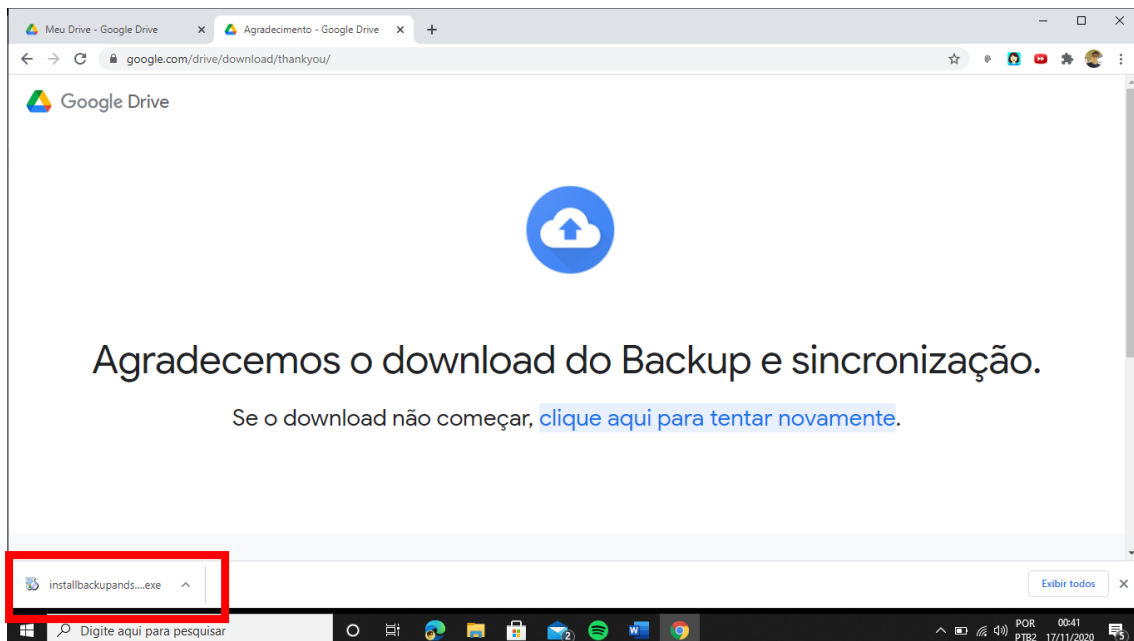 Meu Drive - Google Drive
Agradecimento - Google Drive
google.com/drive/download/thankyou/
Google Drive
Agradecemos o download do Backup e sincronização.
Se o download não começar, clique aqui para tentar novamente.
installbackupands....exe
Exibir todos
Digite aqui para pesquisar
2
W
POR 00:41
PTB2 17/11/2020
5